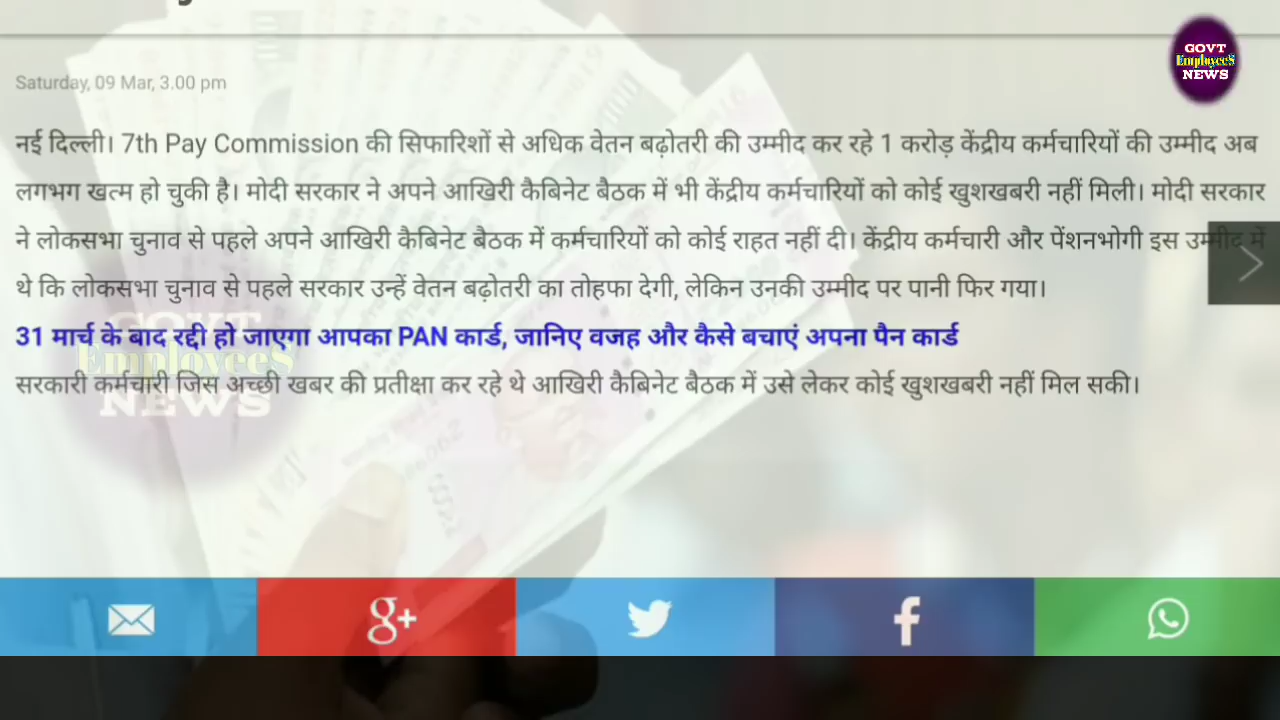 Saturday, 09 Mar, 3.00 pm
GOVT
EmployeeS
NEWS
नई दिल्ली। 7th Pay Commission की सिफारिशों से अधिक वेतन बढ़ोतरी की उम्मीद कर रहे 1 करोड़ केंद्रीय कर्मचारियों की उम्मीद अब
लगभग खत्म हो चुकी है। मोदी सरकार ने अपने आखिरी कैबिनेट बैठक में भी केंद्रीय कर्मचारियों को कोई खुशखबरी नहीं मिली। मोदी सरकार
ने लोकसभा चुनाव से पहले अपने आखिरी कैबिनेट बैठक में कर्मचारियों को कोई राहत नहीं दी। केंद्रीय कर्मचारी और पेंशनभोगी इस उम्मीद में
थे कि लोकसभा चुनाव से पहले सरकार उन्हें वेतन बढ़ोतरी का तोहफा देगी, लेकिन उनकी उम्मीद पर पानी फिर गया।
31 मार्च के बाद रद्दी हो जाएगा आपका PAN कार्ड, जानिए वजह और कैसे बचाएं अपना पैन कार्ड
सरकारी कर्मचारी जिस अच्छी खबर की प्रतीक्षा कर रहे थे आखिरी कैबिनेट बैठक में उसे लेकर कोई खुशखबरी नहीं मिल सकी।
GOVT
EmployeeS
NEWS